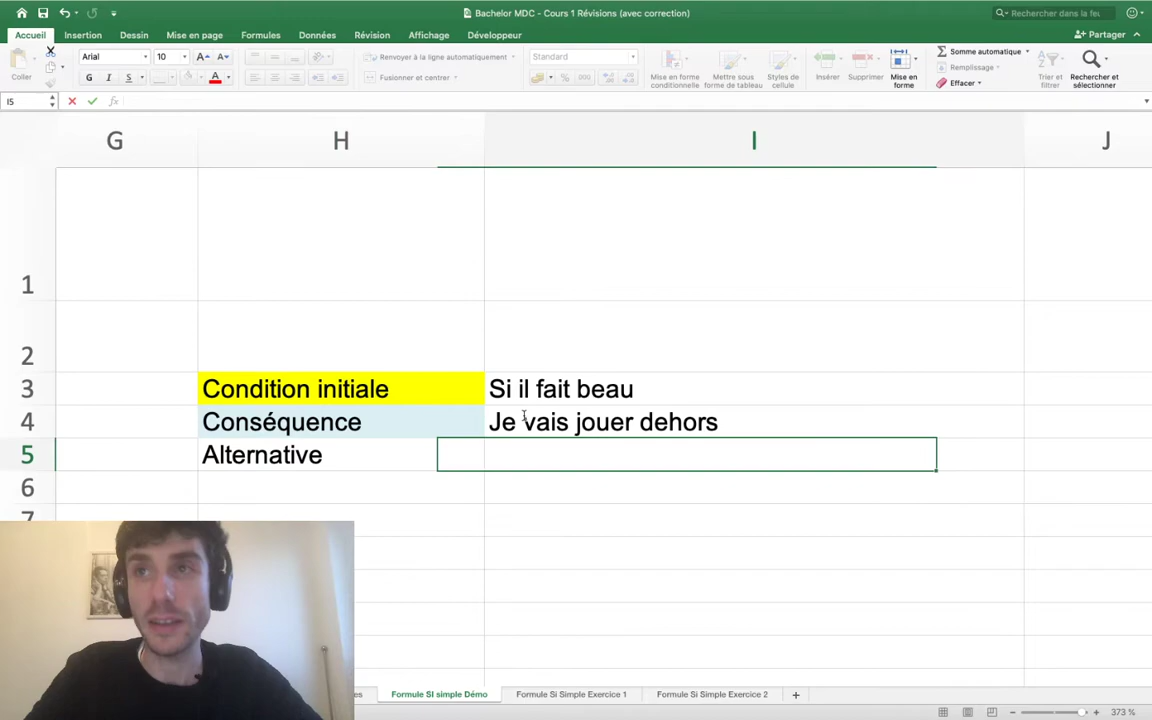 Bachelor MDC - Cours 1 Révisions (avec correction)
Rechercher dans la feu
Accueil Insertion Dessin Mise en page Formules Données Révision Affichage Développeur
Partager
Coller
Arial 10
G I S A
Renvoyer à la ligne automatiquement
Fusionner et centrer
Standard
% 000
Mise en forme conditionnelle
Mettre sous forme de tableau
Styles de cellule
Insérer
Supprimer
Mise en forme
Somme automatique
Remplissage
Effacer
Trier et filtrer
Rechercher et sélectionner
I5 fx
G H I J
1
2
3 Condition initiale Si il fait beau
4 Conséquence Je vais jouer dehors
5 Alternative
6
7
es Formule SI simple Démo Formule Si Simple Exercice 1 Formule Si Simple Exercice 2 +
373 %